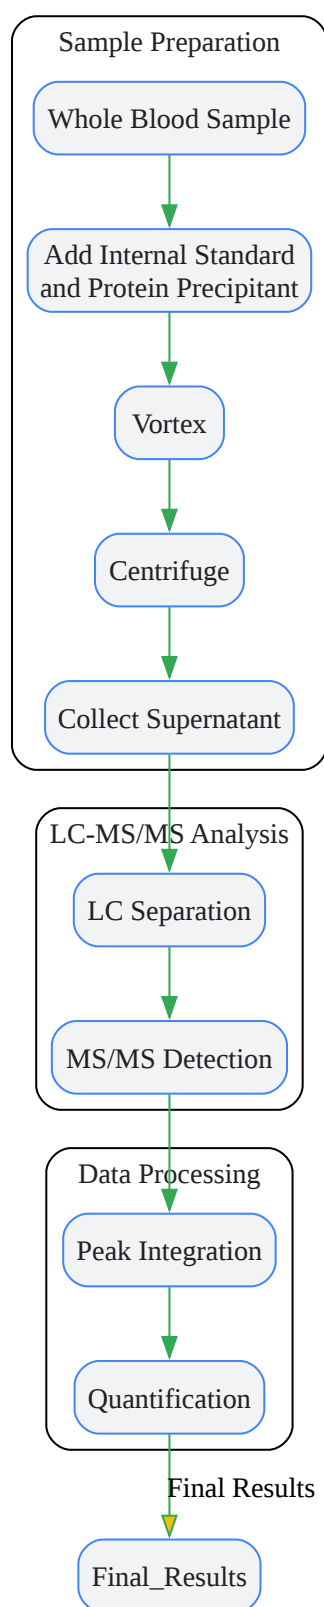 Sample Preparation
Whole Blood Sample
Add Internal Standard
and Protein Precipitant
Vortex
Centrifuge
Collect Supernatant
LC-MS/MS Analysis
LC Separation
MS/MS Detection
Data Processing
Peak Integration
Quantification
Final Results
Final_Results